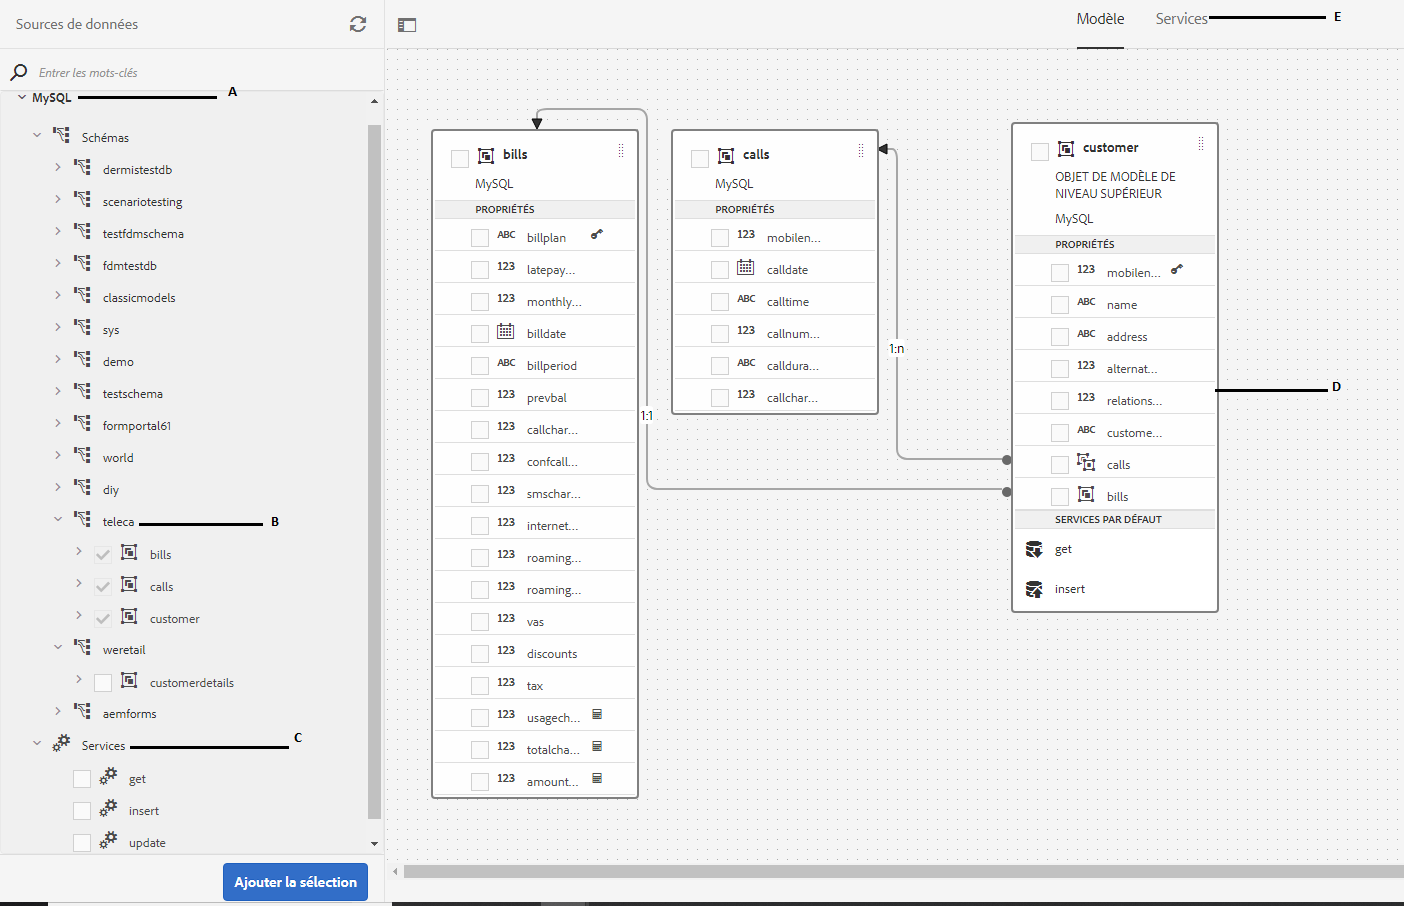 Sources de données
Entrer les mots-clés
MySQL
A
Schémas
dermistestdb
scenariotesting
testfdmschema
fdmtestdb
classicmodels
sys
demo
testschema
formportal61
world
diy
teleca
B
bills
calls
customer
weretail
customerdetails
aemforms
Services
C
get
insert
update
Ajouter la sélection
Modèle
Services
E
bills
MySQL
PROPRIÉTÉS
ABC billplan
123 latepay...
123 monthly...
billdate
ABC billperiod
123 prevbal
123 callchar...
123 confcall...
123 smschar...
123 internet...
123 roaming...
123 roaming...
123 vas
123 discounts
123 tax
123 usagech...
123 totalcha...
123 amount...
1:1
calls
MySQL
PROPRIÉTÉS
123 mobilen...
calldate
ABC calltime
123 callnum...
ABC calldura...
123 callchar...
1:n
customer
OBJET DE MODÈLE DE
NIVEAU SUPÉRIEUR
MySQL
PROPRIÉTÉS
123 mobilen...
ABC name
ABC address
123 alternat...
123 relations...
ABC custome...
calls
bills
SERVICES PAR DÉFAUT
get
insert
D